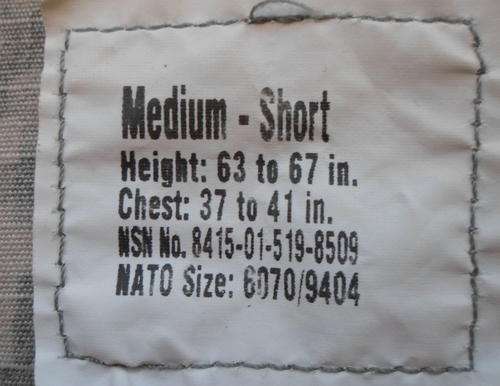 Medium - Short
Height: 63 to 67 in.
Chest: 37 to 41 in.
NSN No. 8415-01-519-8509
NATO Size: 6070/9404